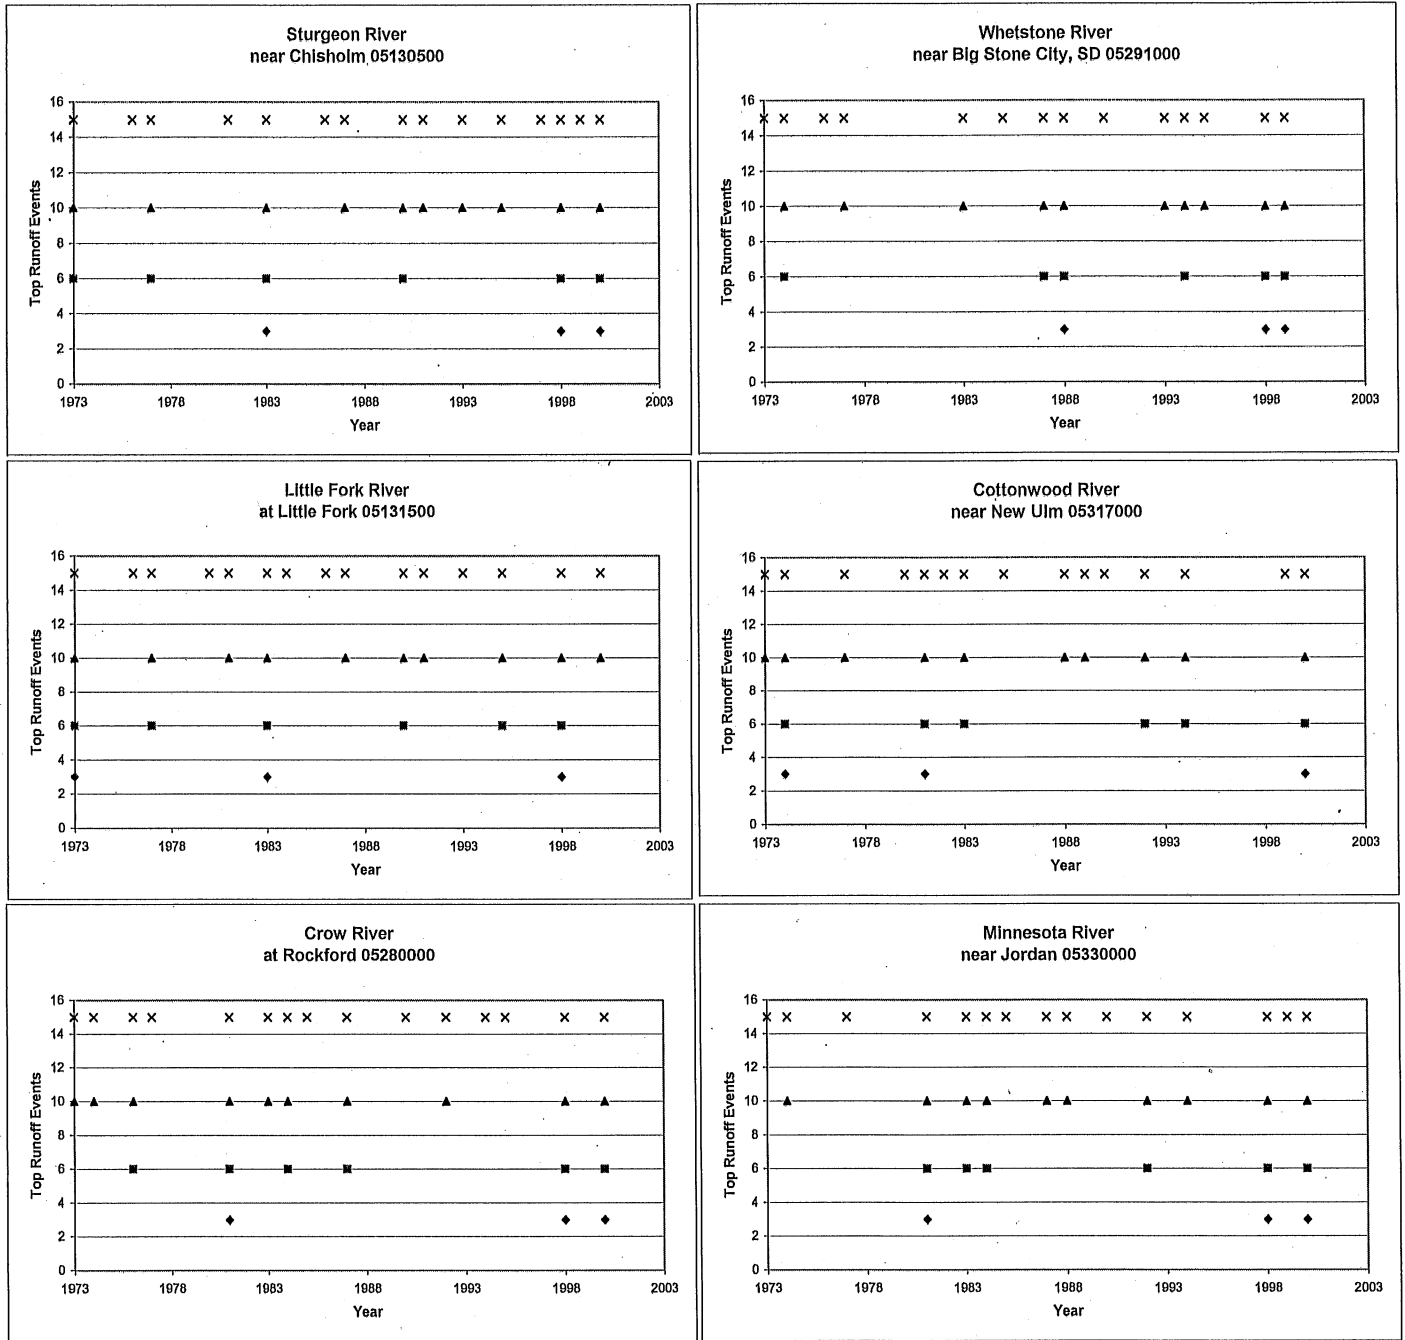 Sturgeon River
near Chisholm 05130500
16
14
12
10
8
6
4
2
0
Top Runoff Events
1973 1978 1983 1988 1993 1998 2003
Year
Whetstone River
near Big Stone City, SD 05291000
16
14
12
10
8
6
4
2
0
Top Runoff Events
1973 1978 1983 1988 1993 1998 2003
Year
Little Fork River
at Little Fork 05131500
16
14
12
10
8
6
4
2
0
Top Runoff Events
1973 1978 1983 1988 1993 1998 2003
Year
Cottonwood River
near New Ulm 05317000
16
14
12
10
8
6
4
2
0
Top Runoff Events
1973 1978 1983 1988 1993 1998 2003
Year
Crow River
at Rockford 05280000
16
14
12
10
8
6
4
2
0
Top Runoff Events
1973 1978 1983 1988 1993 1998 2003
Year
Minnesota River
near Jordan 05330000
16
14
12
10
8
6
4
2
0
Top Runoff Events
1973 1978 1983 1988 1993 1998 2003
Year